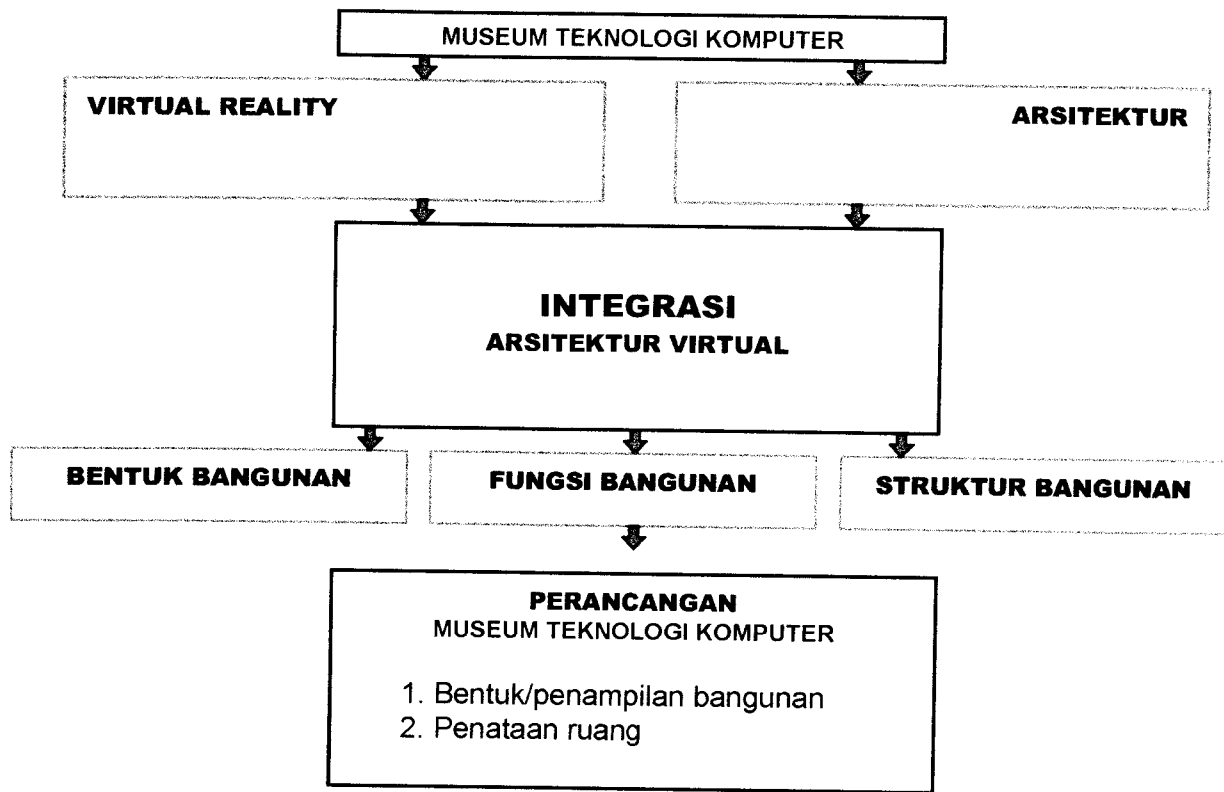 MUSEUM TEKNOLOGI KOMPUTER
VIRTUAL REALITY
ARSITEKTUR
INTEGRASI
ARSITEKTUR VIRTUAL
BENTUK BANGUNAN
FUNGSI BANGUNAN
STRUKTUR BANGUNAN
PERANCANGAN
MUSEUM TEKNOLOGI KOMPUTER
1. Bentuk/penampilan bangunan
2. Penataan ruang